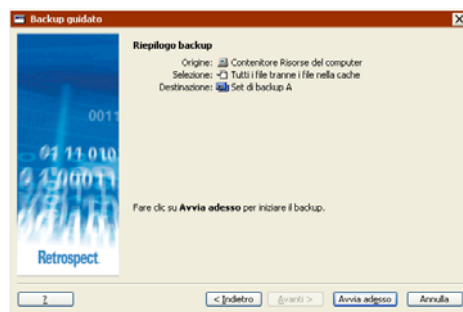 Backup guidato
Riepilogo backup
Origine: Contenitore Risorse del computer
Selezione: Tutti i file tranne i file nella cache
Destinazione: Set di backup A
0011
01 11 010
Fare clic su Avvia adesso per iniziare il backup.
Retrospect
? < Indietro Avanti > Avvia adesso Annulla